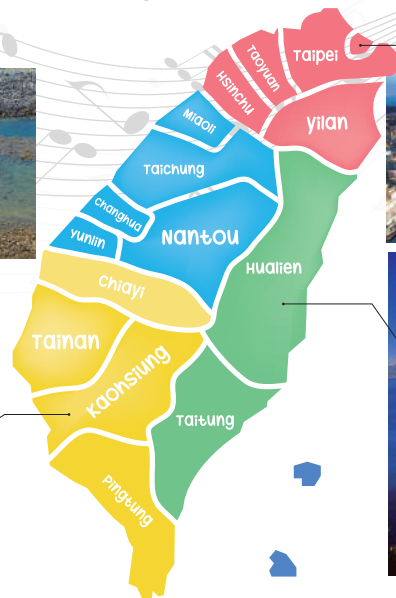 Taipei
Taoyuan
Hsinchu
Yilan
Miaoli
Taichung
Changhua
Nantou
Yunlin
Hualien
Chiayi
Tainan
Kaohsiung
Taitung
Pingtung